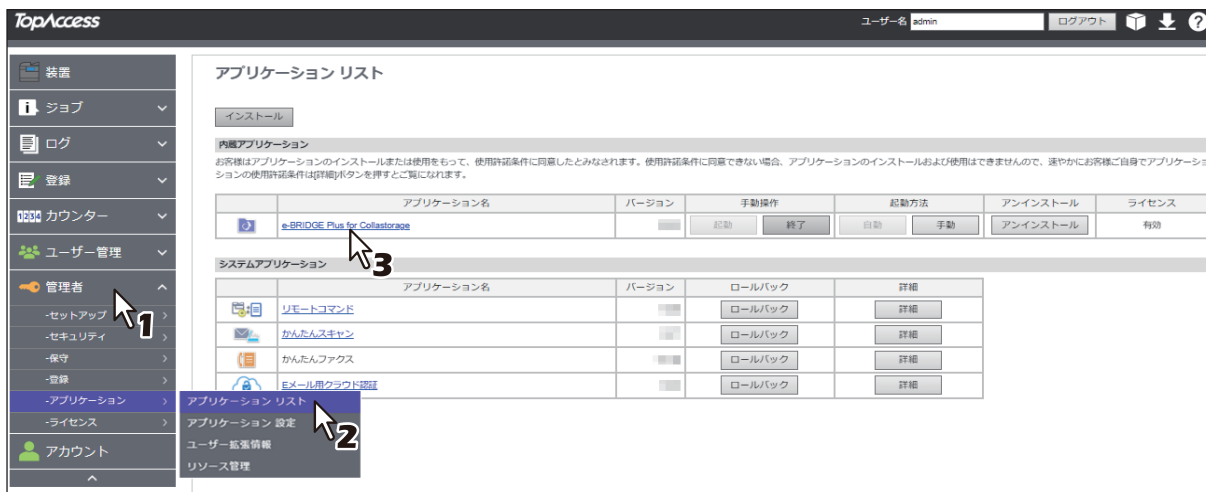 TopAccess
ユーザー名 admin ログアウト ?
装置
i ジョブ
ログ
登録
1234 カウンター
ユーザー管理
管理者
-セットアップ
-セキュリティ
-保守
-登録
-アプリケーション
-ライセンス
アカウント
アプリケーション リスト
アプリケーション 設定
ユーザー拡張情報
リソース管理
1
2
3
アプリケーション リスト
インストール
内蔵アプリケーション
お客様はアプリケーションのインストールまたは使用をもって、使用許諾条件に同意したとみなされます。使用許諾条件に同意できない場合、アプリケーションのインストールおよび使用はできませんので、速やかにお客様ご自身でアプリケーショ
ションの使用許諾条件は[詳細]ボタンを押すとご覧になれます。
アプリケーション名 バージョン 手動操作 起動方法 アンインストール ライセンス
e-BRIDGE Plus for Collastorage 起動 終了 自動 手動 アンインストール 有効
システムアプリケーション
アプリケーション名 バージョン ロールバック 詳細
リモートコマンド ロールバック 詳細
かんたんスキャン ロールバック 詳細
かんたんファクス ロールバック 詳細
Eメール用クラウド認証 ロールバック 詳細